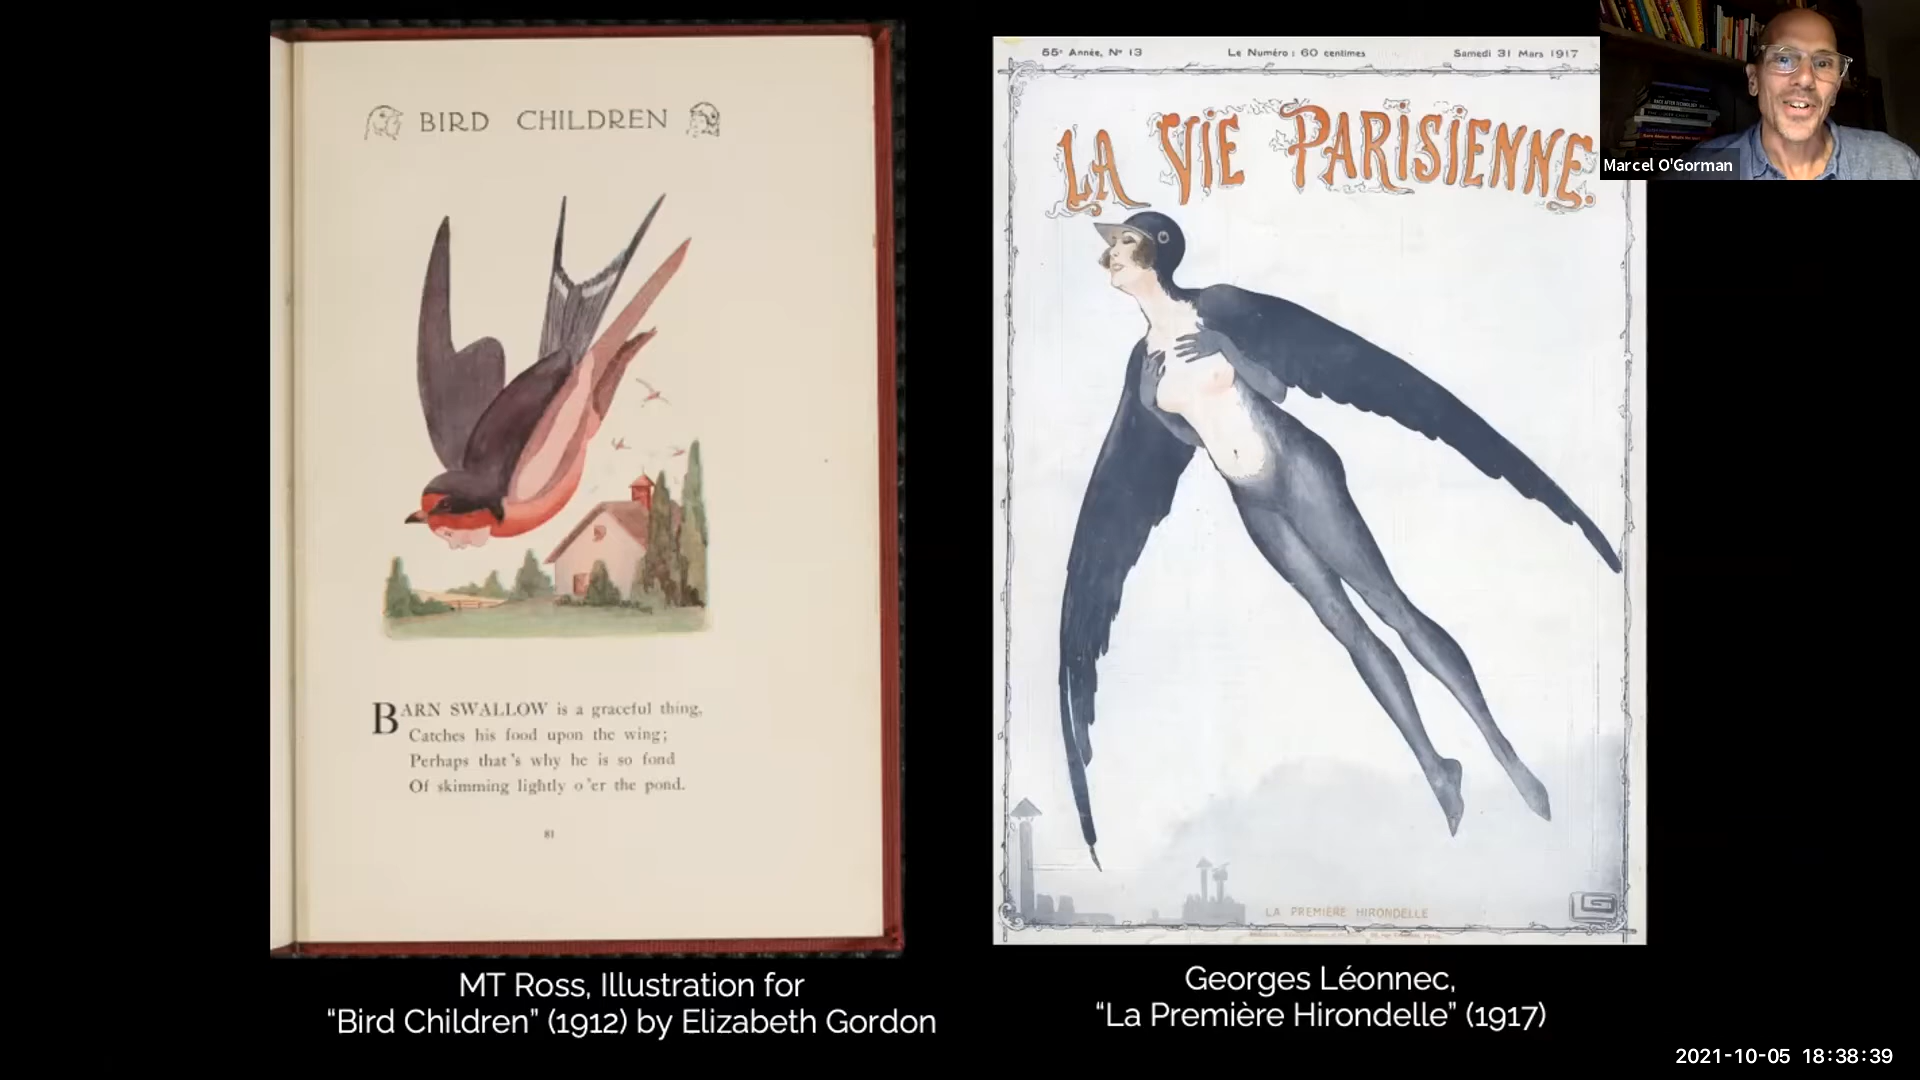 BIRD CHILDREN
BARN SWALLOW is a graceful thing,
Catches his food upon the wing;
Perhaps that's why he is so fond
Of skimming lightly o'er the pond.
81
MT Ross, Illustration for
“Bird Children” (1912) by Elizabeth Gordon
55e Année, No 13
Le Numéro : 60 centimes
Samedi 31 Mars 1917
LA VIE PARISIENNE.
LA PREMIÈRE HIRONDELLE
Georges Léonnec,
“La Première Hirondelle” (1917)
RACE AFTER TECHNOLOGY
Marcel O'Gorman
2021-10-05 18:38:39